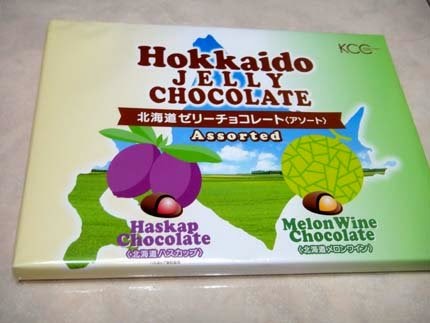 KCC
Hokkaido
JELLY
CHOCOLATE
北海道ゼリーチョコレート〈アソート〉
Assorted
Haskap
Chocolate
〈北海道ハスカップ〉
Melon Wine
Chocolate
〈北海道メロンワイン〉